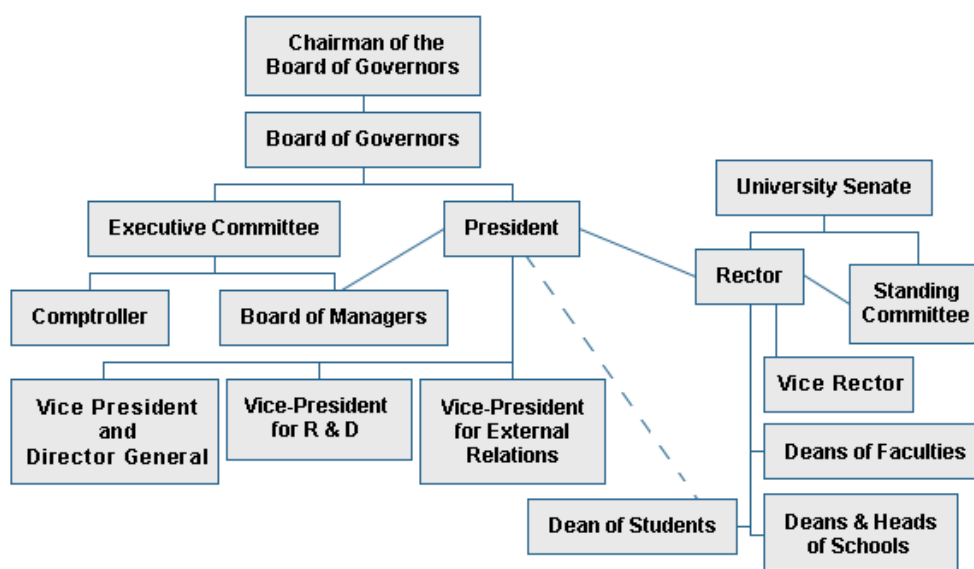 Chairman of the
Board of Governors
Board of Governors
University Senate
Executive Committee
President
Rector
Standing
Committee
Comptroller
Board of Managers
Vice Rector
Vice President
and
Director General
Vice-President
for R & D
Vice-President
for External
Relations
Deans of Faculties
Dean of Students
Deans & Heads
of Schools